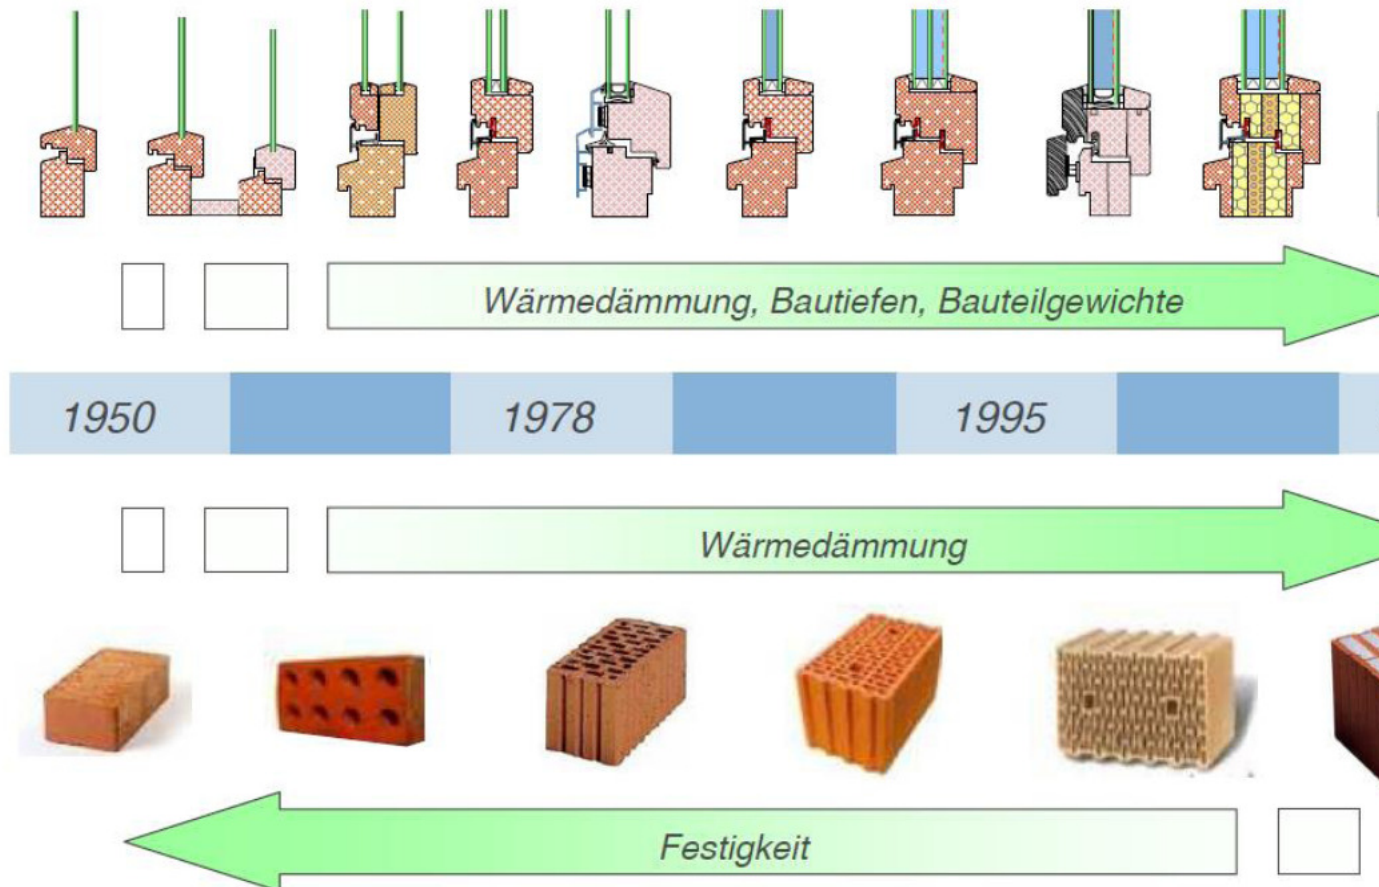 Wärmedämmung, Bautiefen, Bauteilgewichte
1950
1978
1995
Wärmedämmung
Festigkeit